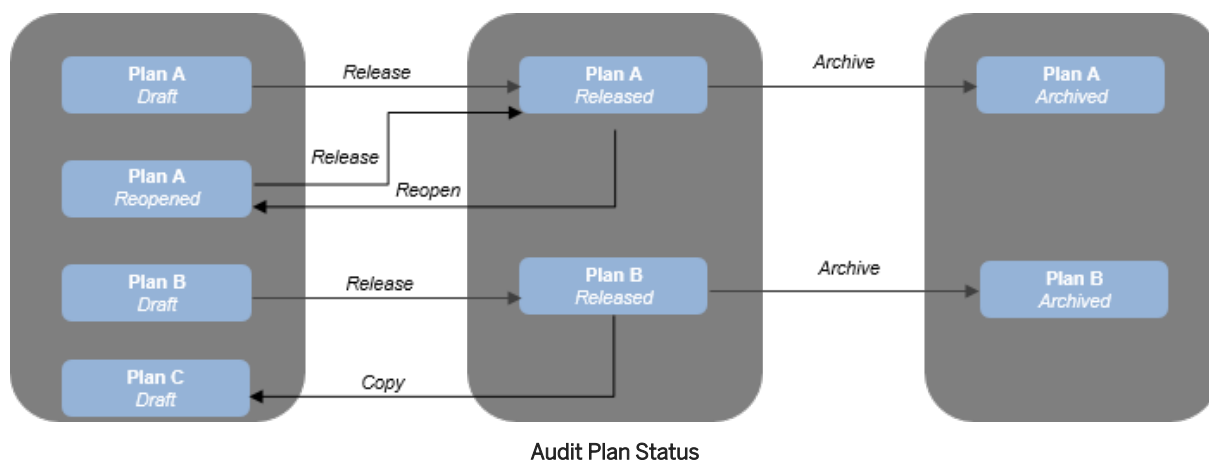 Plan A
Draft
Release
Plan A
Released
Archive
Plan A
Archived
Plan A
Reopened
Release
Reopen
Plan B
Draft
Release
Plan B
Released
Archive
Plan B
Archived
Plan C
Draft
Copy
Audit Plan Status